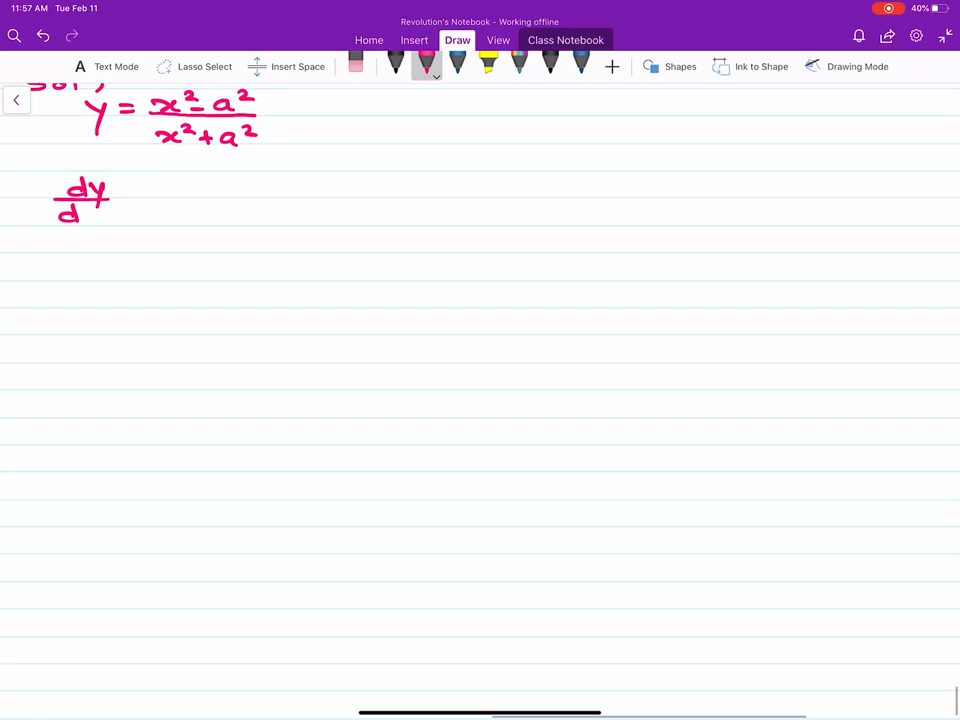 11:57 AM Tue Feb 11 40%
Revolution's Notebook - Working offline
Home Insert Draw View Class Notebook
A Text Mode Lasso Select Insert Space Shapes Ink to Shape Drawing Mode
y = x² - a² / x² + a²
dy / d